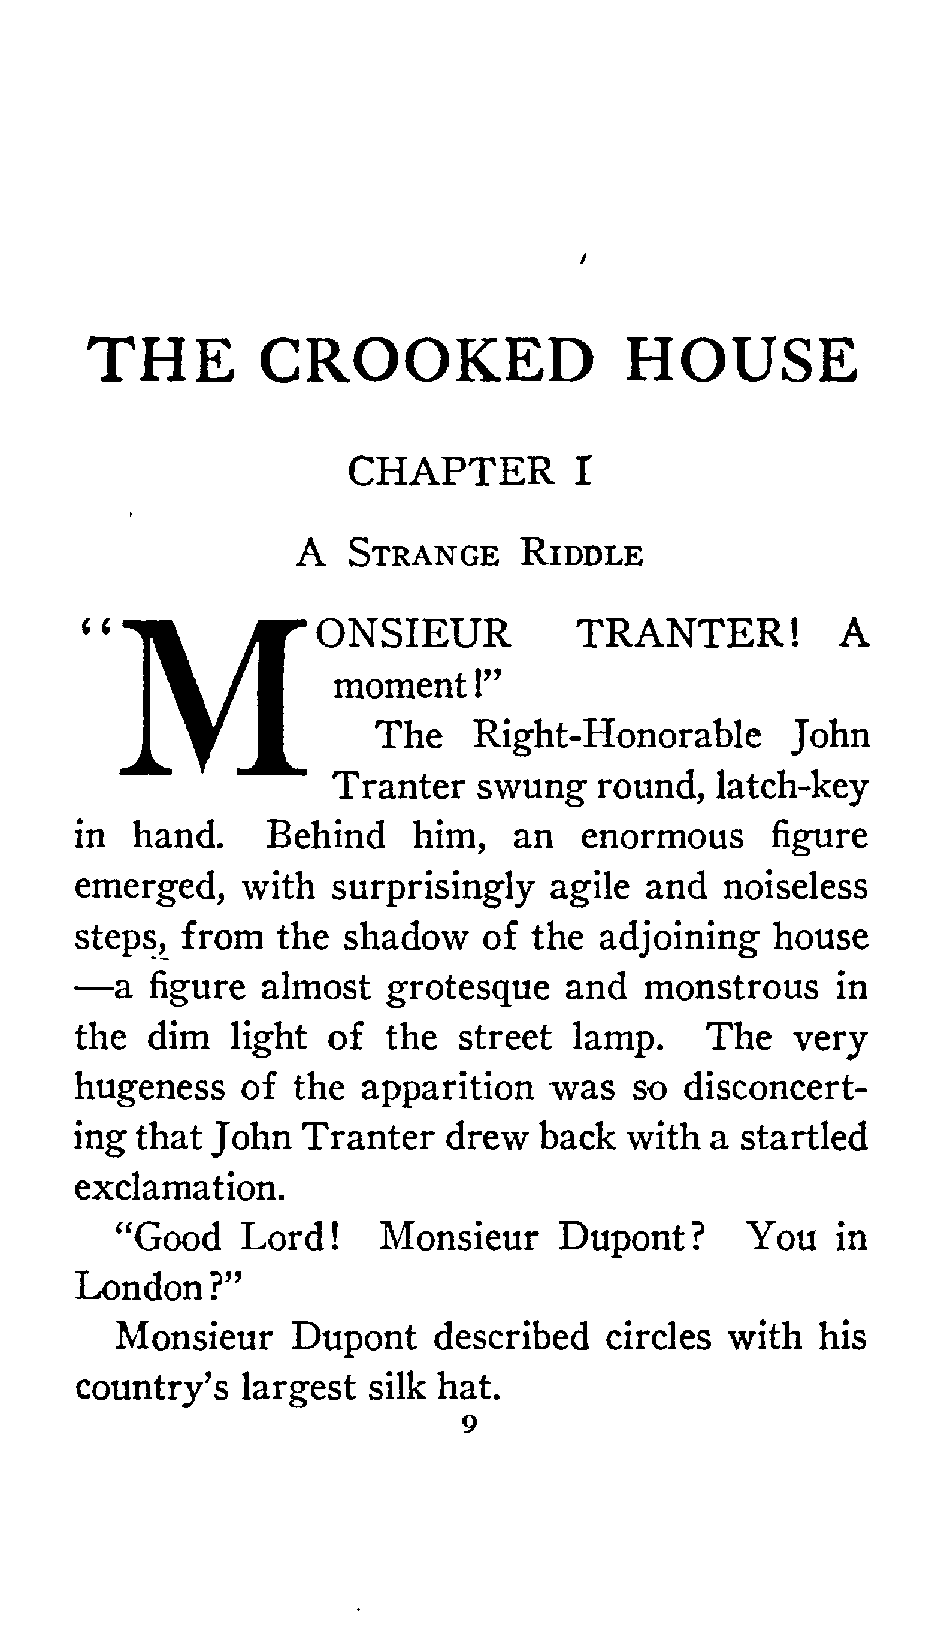 THE CROOKED HOUSE
CHAPTER I
A STRANGE RIDDLE
"MONSIEUR TRANTER! A
moment!"
The Right-Honorable John
Tranter swung round, latch-key
in hand. Behind him, an enormous figure
emerged, with surprisingly agile and noiseless
steps, from the shadow of the adjoining house
—a figure almost grotesque and monstrous in
the dim light of the street lamp. The very
hugeness of the apparition was so disconcert-
ing that John Tranter drew back with a startled
exclamation.
"Good Lord! Monsieur Dupont? You in
London?"
Monsieur Dupont described circles with his
country's largest silk hat.
9